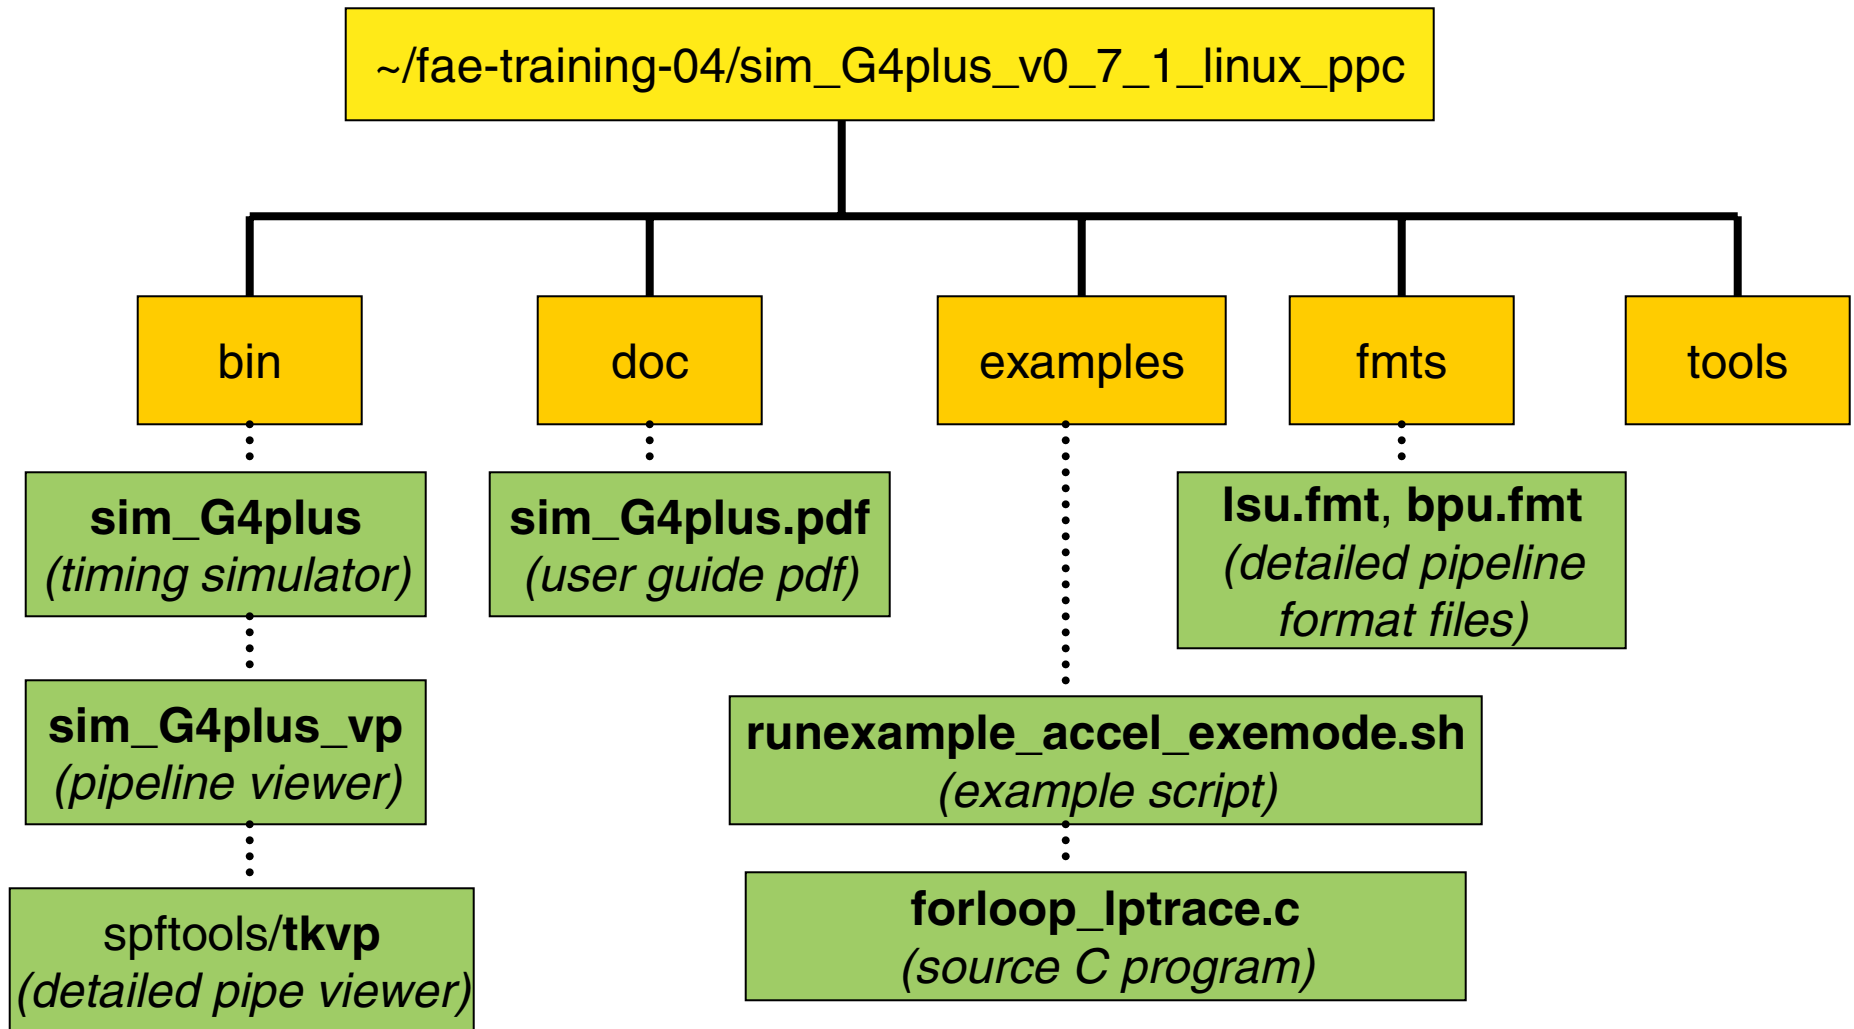 ~/fae-training-04/sim_G4plus_v0_7_1_linux_ppc
bin
doc
examples
fmts
tools
sim_G4plus
(timing simulator)
sim_G4plus.pdf
(user guide pdf)
lsu.fmt, bpu.fmt
(detailed pipeline
format files)
sim_G4plus_vp
(pipeline viewer)
runexample_accel_exemode.sh
(example script)
spftools/tkvp
(detailed pipe viewer)
forloop_lptrace.c
(source C program)